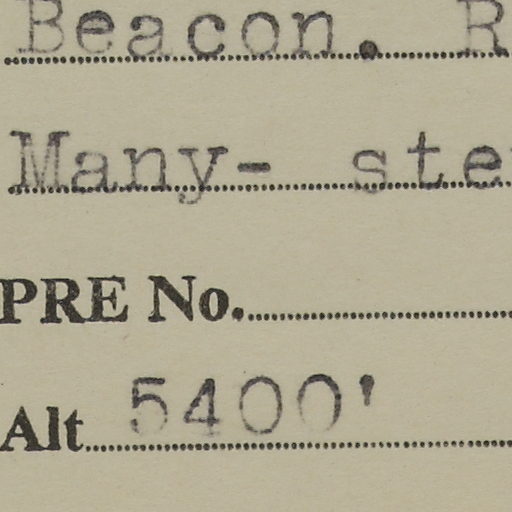 Beacon. R
Many- ste
PRE No.
Alt 5400'